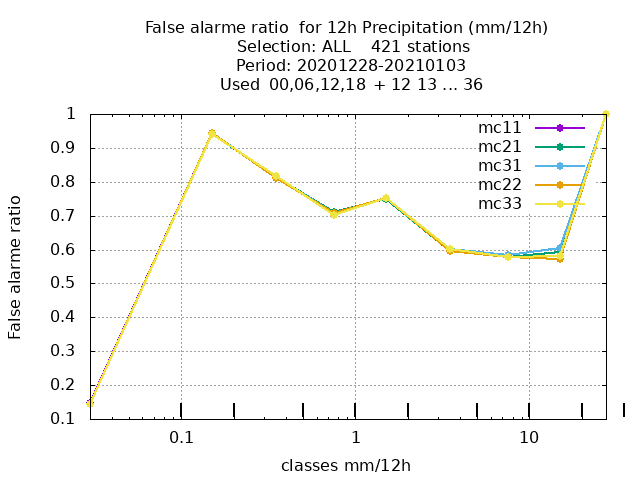 False alarme ratio for 12h Precipitation (mm/12h)
Selection: ALL 421 stations
Period: 20201228-20210103
Used 00,06,12,18 + 12 13 ... 36
False alarme ratio
1
0.9
0.8
0.7
0.6
0.5
0.4
0.3
0.2
0.1
mc11
mc21
mc31
mc22
mc33
0.1 1 10
classes mm/12h